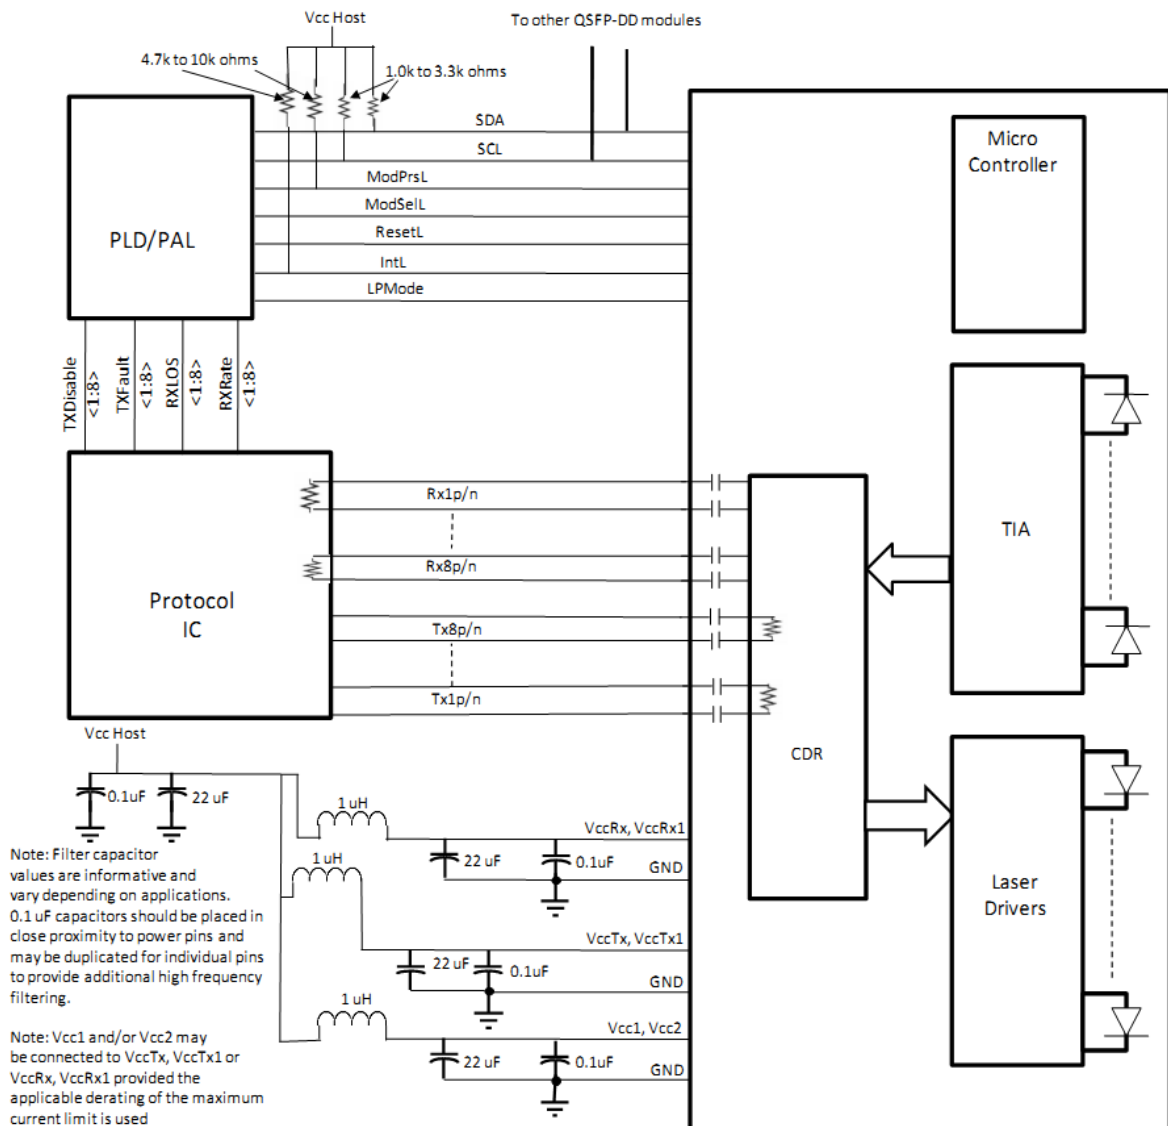 Vcc Host
To other QSFP-DD modules
4.7k to 10k ohms
1.0k to 3.3k ohms
SDA
SCL
ModPrsL
ModSelL
ResetL
IntL
LPMode
PLD/PAL
Micro
Controller
TXDisable
<1:8>
TXFault
<1:8>
RXLOS
<1:8>
RXRate
<1:8>
Rx1p/n
Rx8p/n
Tx8p/n
Tx1p/n
Protocol
IC
TIA
CDR
Laser
Drivers
Vcc Host
0.1uF
22 uF
1 uH
VccRx, VccRx1
22 uF
0.1uF
GND
1 uH
VccTx, VccTx1
22 uF
0.1uF
GND
1 uH
Vcc1, Vcc2
22 uF
0.1uF
GND
Note: Filter capacitor
values are informative and
vary depending on applications.
0.1 uF capacitors should be placed in
close proximity to power pins and
may be duplicated for individual pins
to provide additional high frequency
filtering.
Note: Vcc1 and/or Vcc2 may
be connected to VccTx, VccTx1 or
VccRx, VccRx1 provided the
applicable derating of the maximum
current limit is used